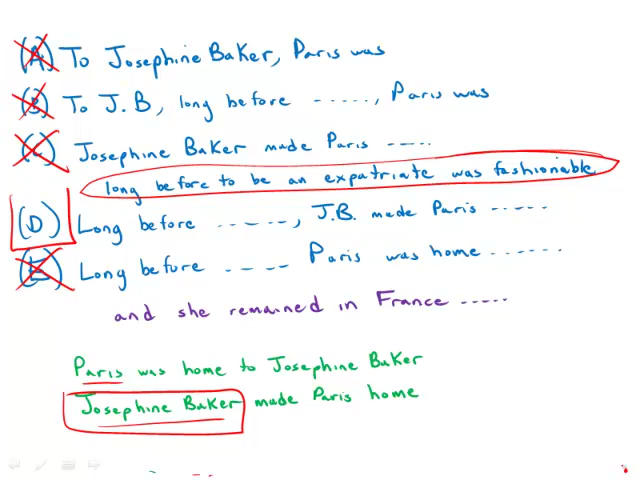 (A) To Josephine Baker, Paris was
(B) To J.B, long before -----, Paris was
(C) Josephine Baker made Paris -----
long before to be an expatriate was fashionable
(D) Long before -----, J.B. made Paris -----
(E) Long before ----- Paris was home ------
and she remained in France -----
Paris was home to Josephine Baker
Josephine Baker made Paris home